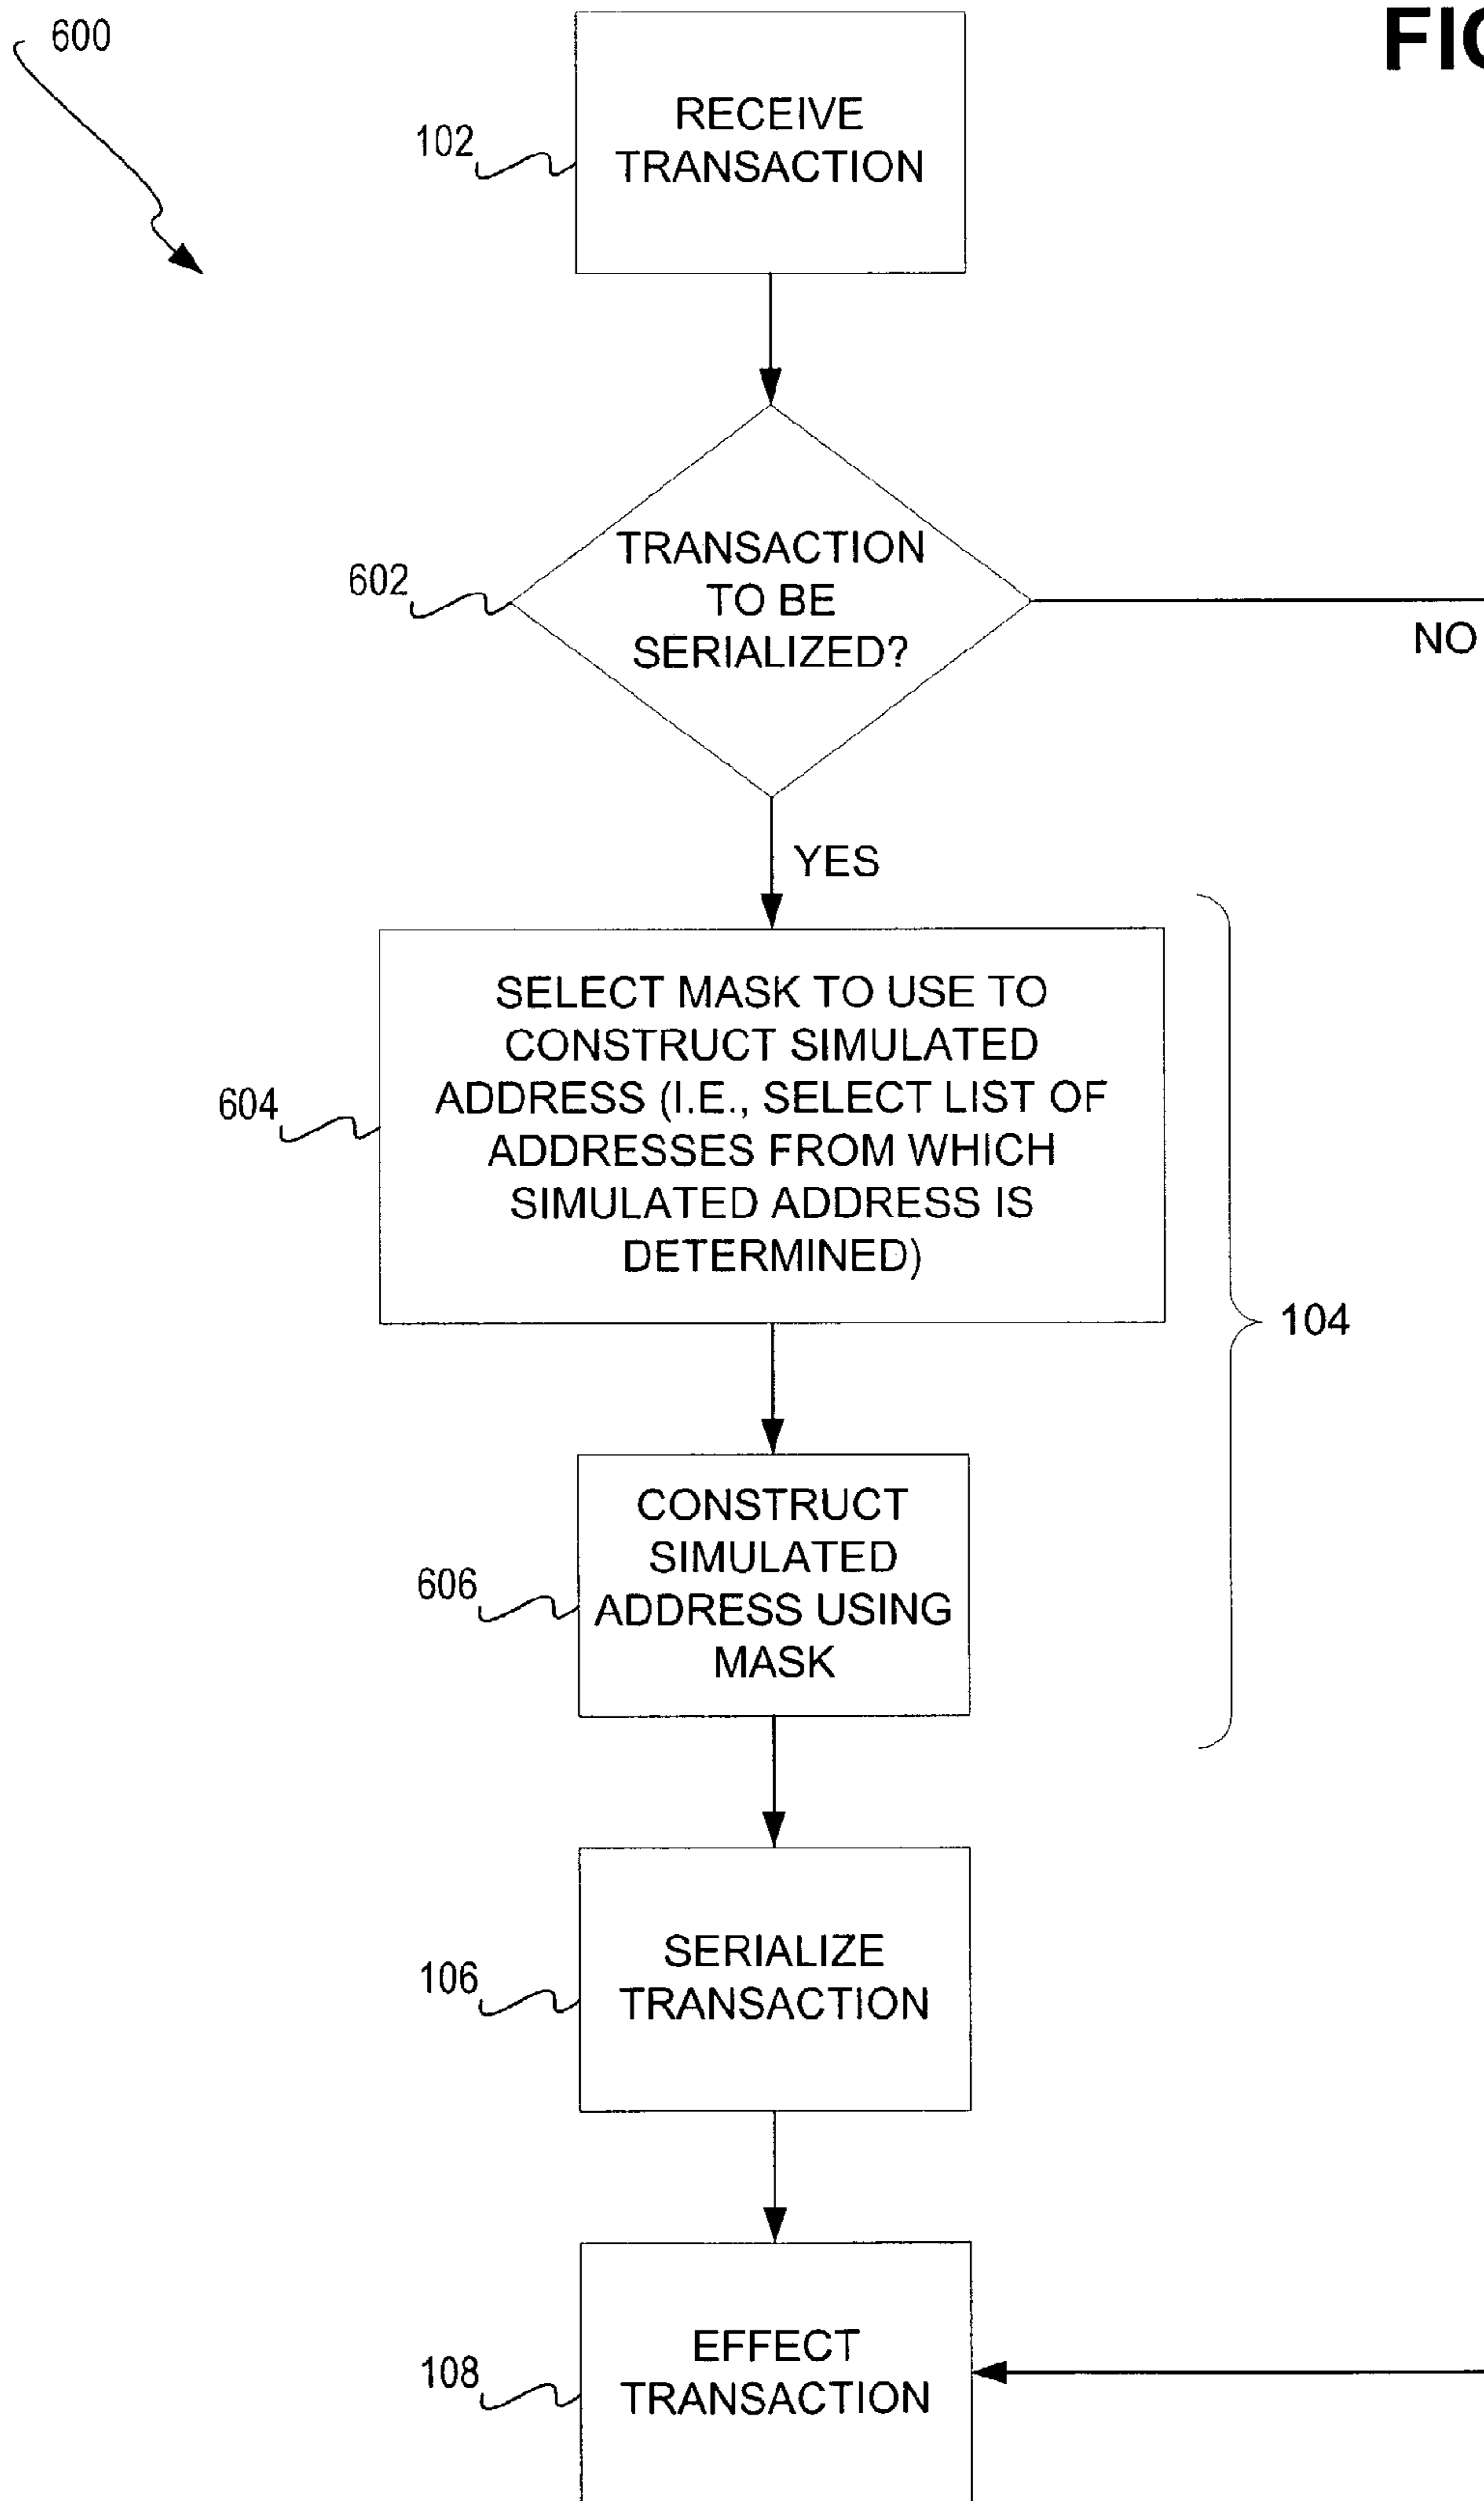 600
FIG
102
RECEIVE
TRANSACTION
602
TRANSACTION
TO BE
SERIALIZED?
NO
YES
604
SELECT MASK TO USE TO
CONSTRUCT SIMULATED
ADDRESS (I.E., SELECT LIST OF
ADDRESSES FROM WHICH
SIMULATED ADDRESS IS
DETERMINED)
104
606
CONSTRUCT
SIMULATED
ADDRESS USING
MASK
106
SERIALIZE
TRANSACTION
108
EFFECT
TRANSACTION